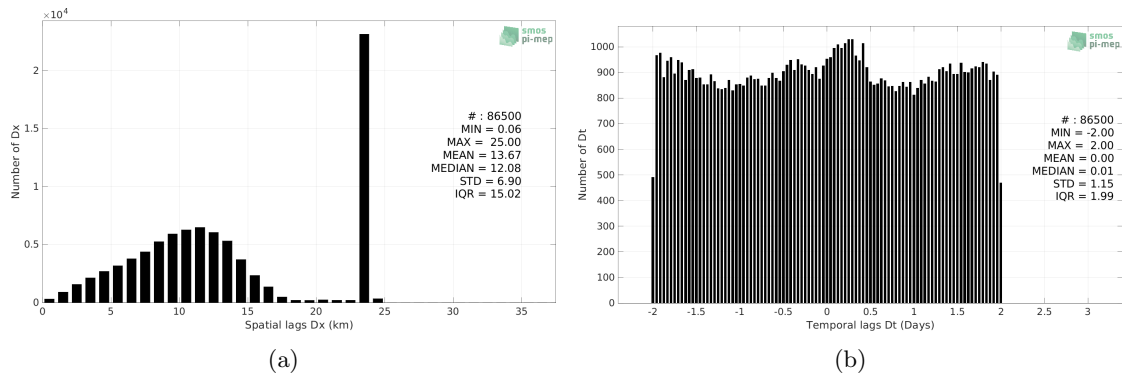 ×10⁴
2
1.5
1
0.5
0
0 5 10 15 20 25 30 35
Number of Dx
Spatial lags Dx (km)
smos
pi-mep
# : 86500
MIN = 0.06
MAX = 25.00
MEAN = 13.67
MEDIAN = 12.08
STD = 6.90
IQR = 15.02
(a)
1000
900
800
700
600
500
400
300
200
100
0
-2 -1.5 -1 -0.5 0 0.5 1 1.5 2 2.5 3
Number of Dt
Temporal lags Dt (Days)
smos
pi-mep
# : 86500
MIN = -2.00
MAX = 2.00
MEAN = 0.00
MEDIAN = 0.01
STD = 1.15
IQR = 1.99
(b)